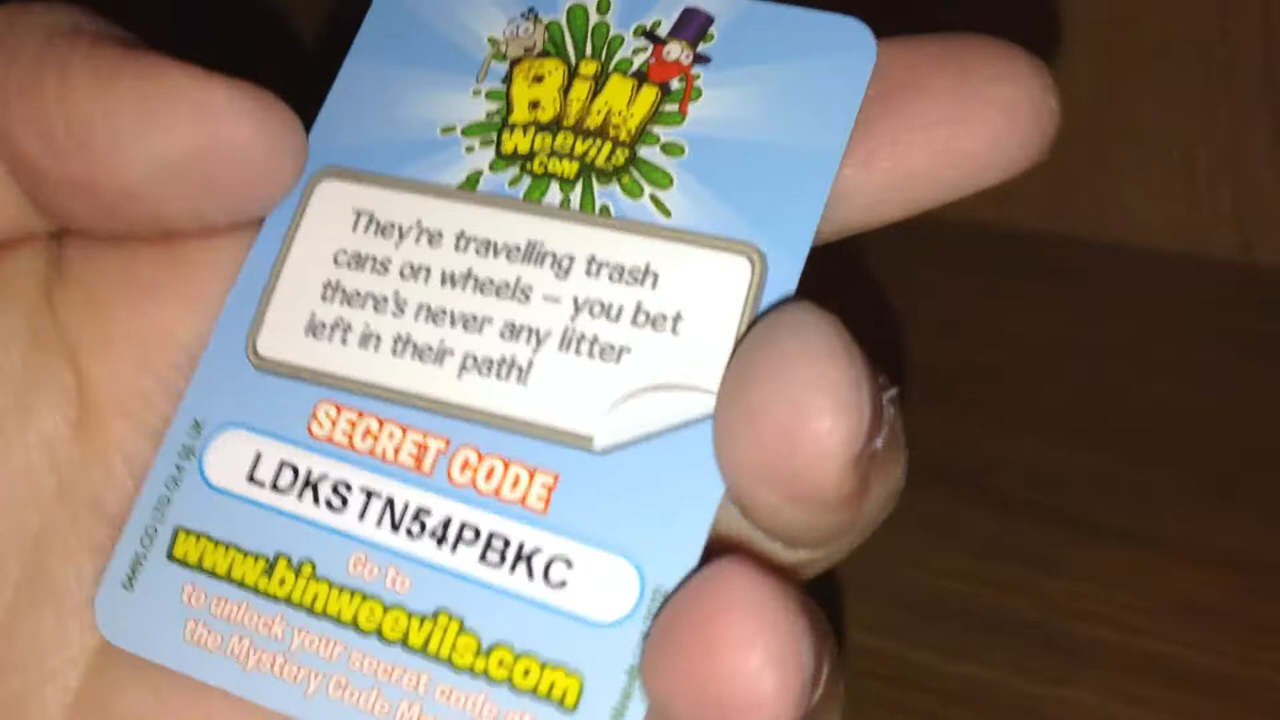 BiN
WeeviLs
.COM
They're travelling trash
cans on wheels – you bet
there's never any litter
left in their path!
SECRET CODE
LDKSTN54PBKC
Go to
www.binweevils.com
to unlock your secret code at
the Mystery Code